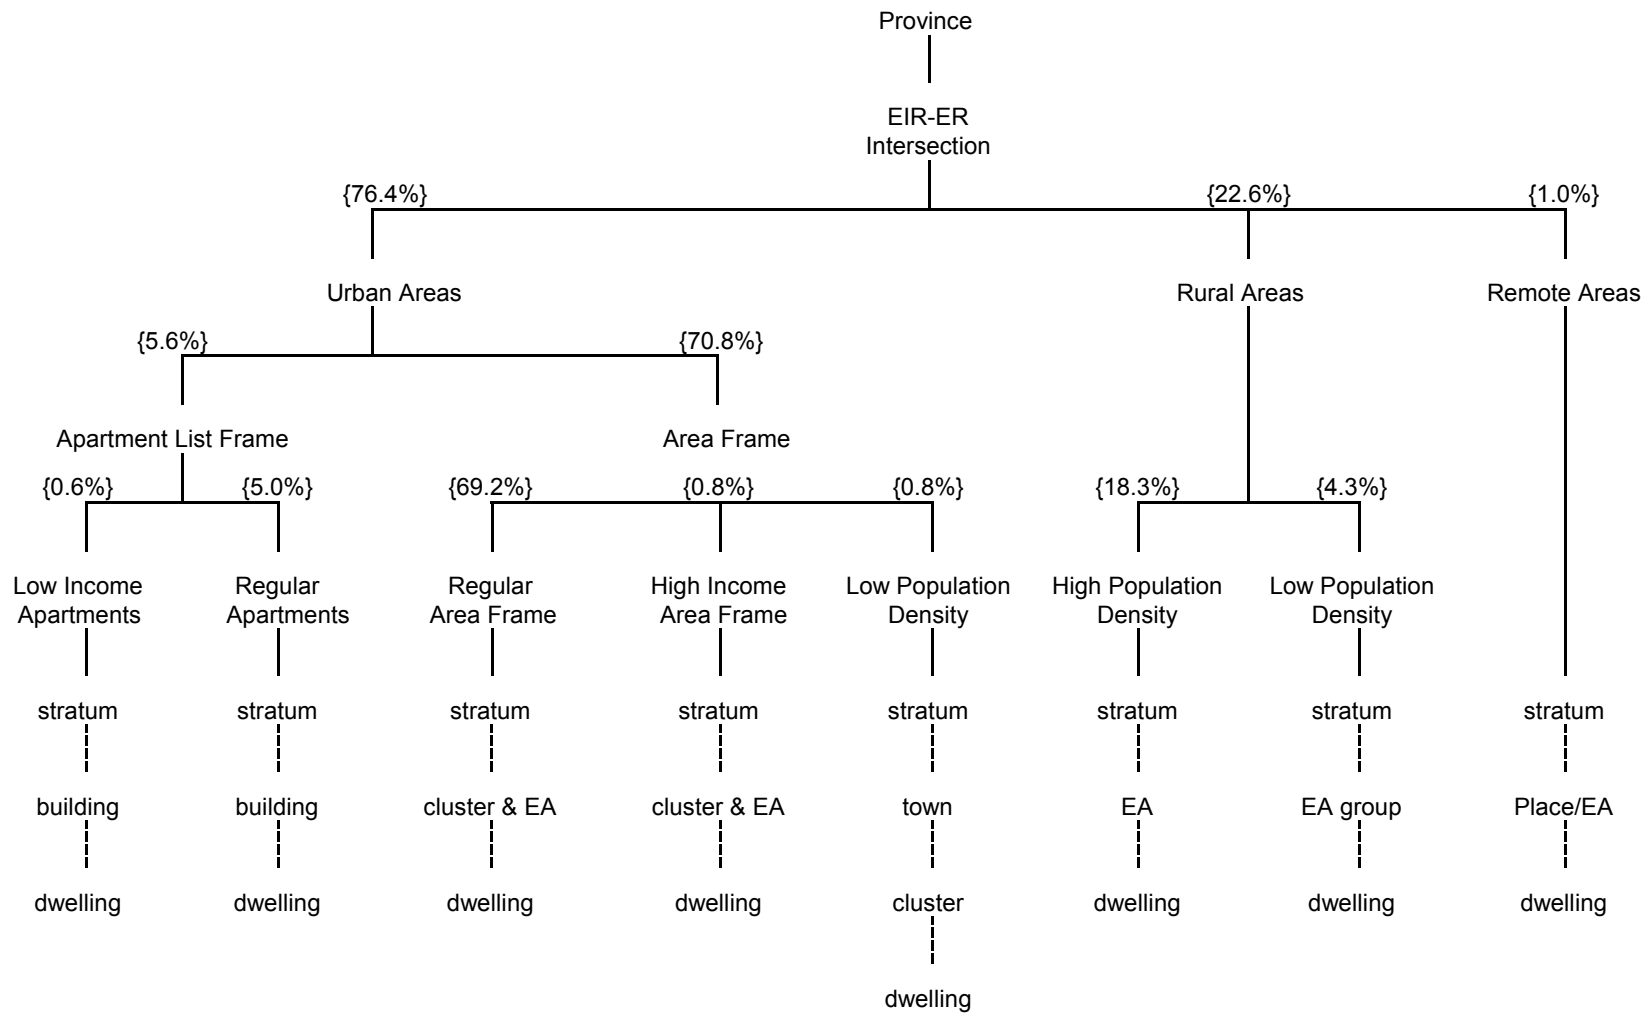 Province
EIR-ER
Intersection
{76.4%} {22.6%} {1.0%}
Urban Areas Rural Areas Remote Areas
{5.6%} {70.8%}
Apartment List Frame Area Frame
{0.6%} {5.0%} {69.2%} {0.8%} {0.8%} {18.3%} {4.3%}
Low Income Regular Regular High Income Low Population High Population Low Population
Apartments Apartments Area Frame Area Frame Density Density Density
stratum stratum stratum stratum stratum stratum stratum stratum
building building cluster & EA cluster & EA town EA EA group Place/EA
dwelling dwelling dwelling dwelling cluster dwelling dwelling dwelling
dwelling